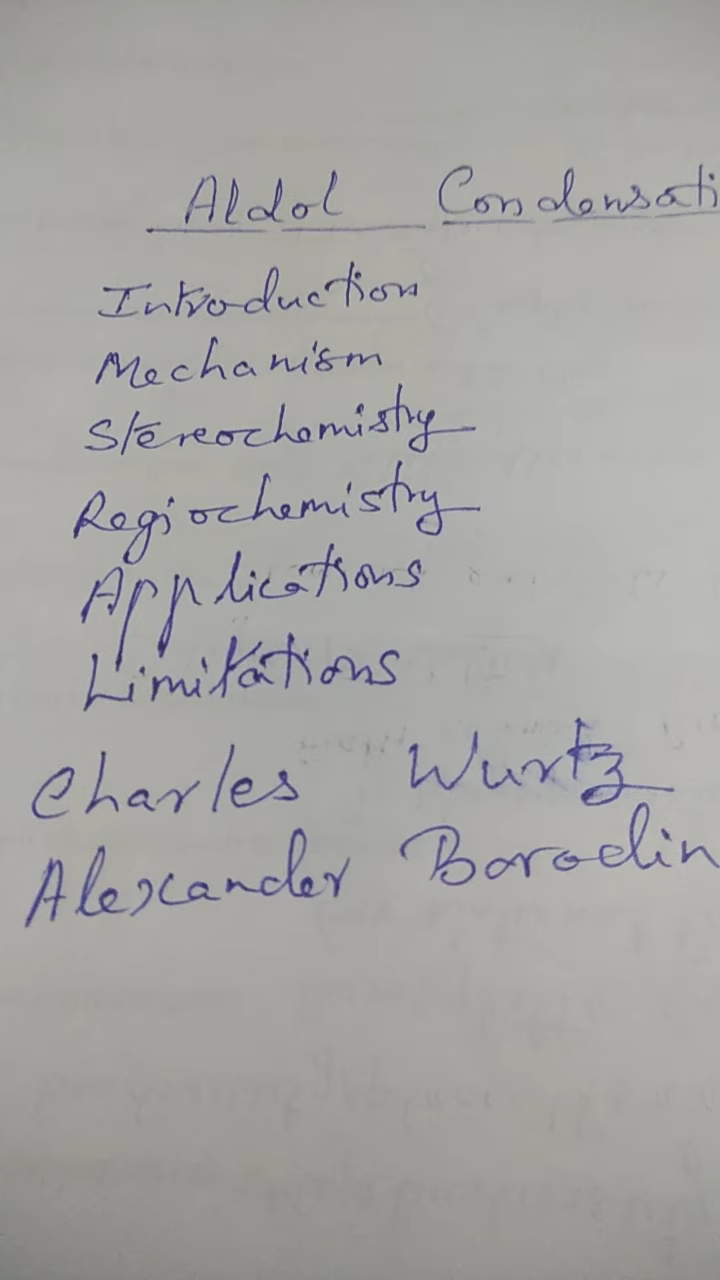 Aldol Condensati
Introduction
Mechanism
Stereochemistry
Regiochemistry
Applications
Limitations
Charles Wurtz
Alexander Borodin